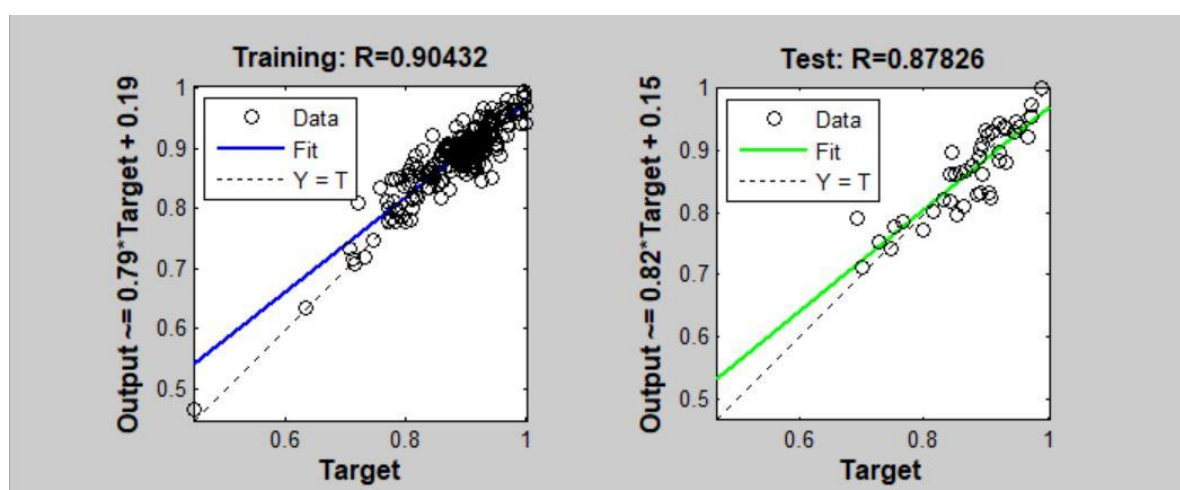 Training: R=0.90432
Output ~= 0.79*Target + 0.19
1
0.9
0.8
0.7
0.6
0.5
Data
Fit
Y = T
0.6
0.8
1
Target
Test: R=0.87826
Output ~= 0.82*Target + 0.15
1
0.9
0.8
0.7
0.6
0.5
Data
Fit
Y = T
0.6
0.8
1
Target